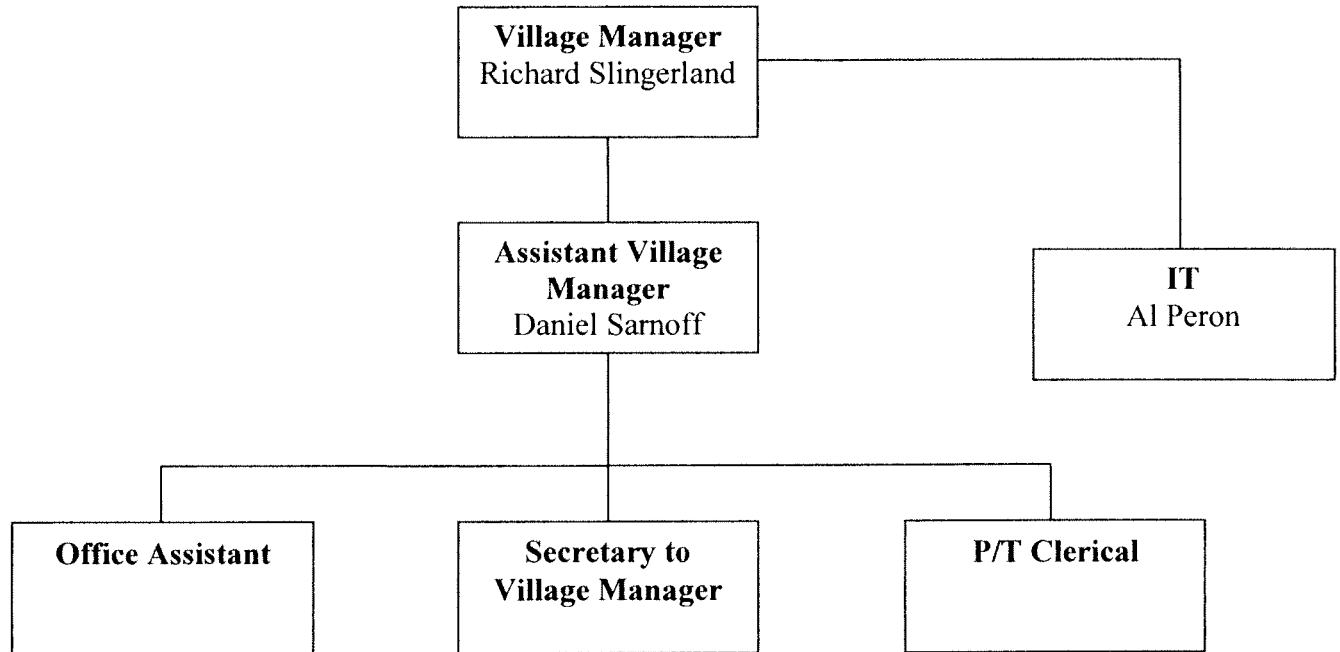 Village Manager
Richard Slingerland
Assistant Village
Manager
Daniel Sarnoff
IT
Al Peron
Office Assistant
Secretary to
Village Manager
P/T Clerical